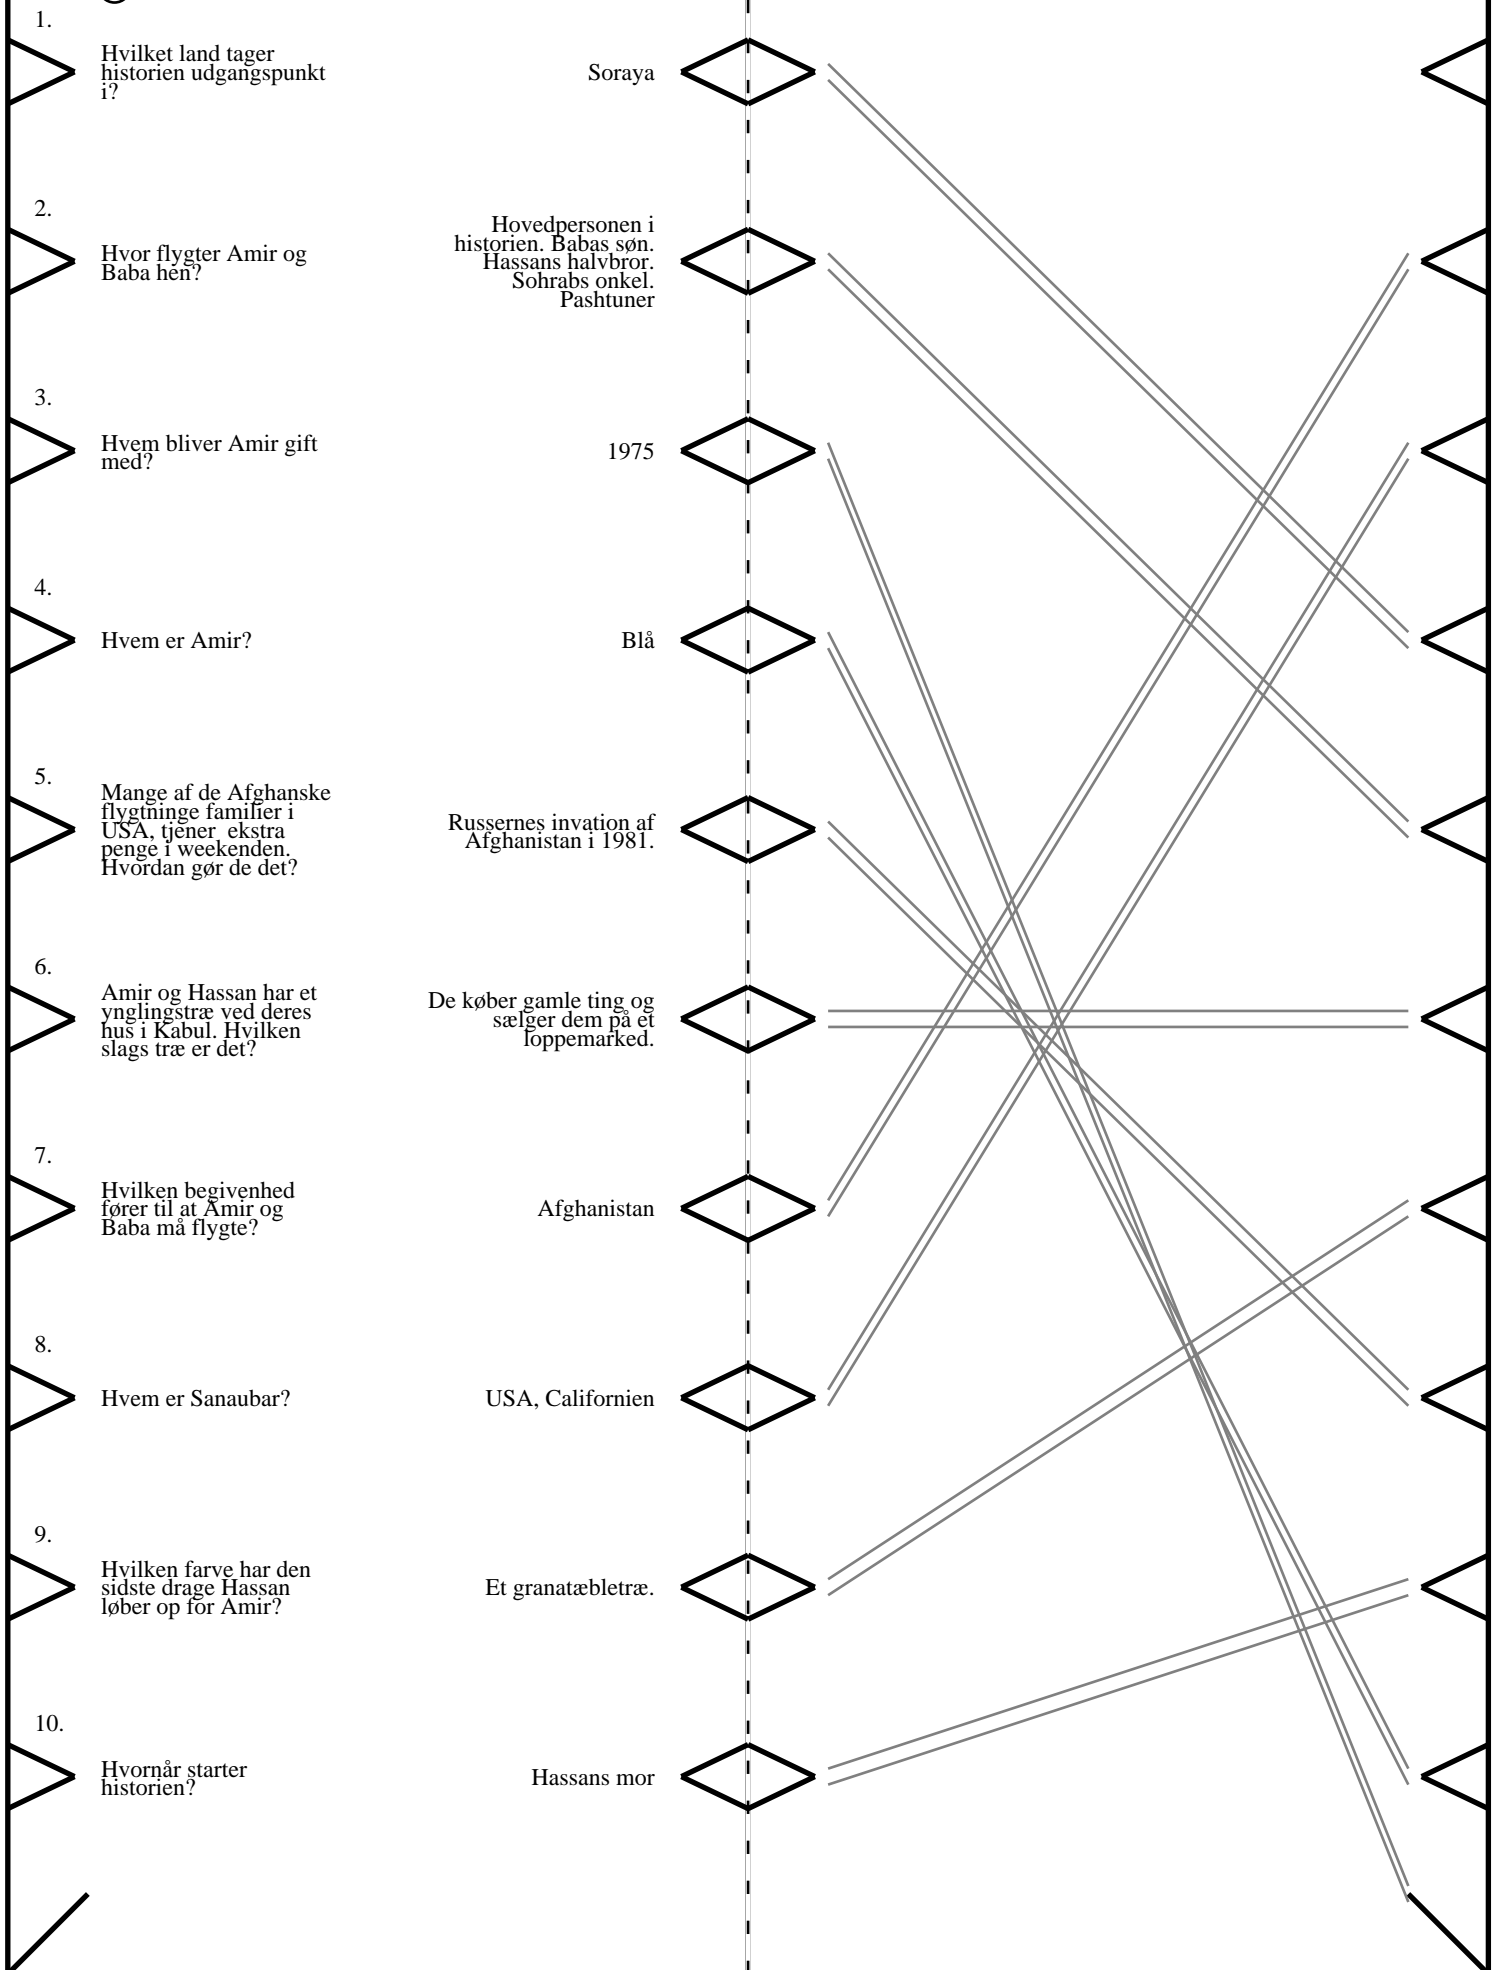 1.
Hvilket land tager
historien udgangspunkt
i?
Soraya
2.
Hvor flygter Amir og
Baba hen?
Hovedpersonen i
historien. Babas søn.
Hassans halvbror.
Sohrabs onkel.
Pashtuner
3.
Hvem bliver Amir gift
med?
1975
4.
Hvem er Amir?
Blå
5.
Mange af de Afghanske
flygtninge familier i
USA, tjener ekstra
penge i weekenden.
Hvordan gør de det?
Russernes invation af
Afghanistan i 1981.
6.
Amir og Hassan har et
ynglingstræ ved deres
hus i Kabul. Hvilken
slags træ er det?
De køber gamle ting og
sælger dem på et
loppemarked.
7.
Hvilken begivenhed
fører til at Amir og
Baba må flygte?
Afghanistan
8.
Hvem er Sanaubar?
USA, Californien
9.
Hvilken farve har den
sidste drage Hassan
løber op for Amir?
Et granatæbletræ.
10.
Hvornår starter
historien?
Hassans mor